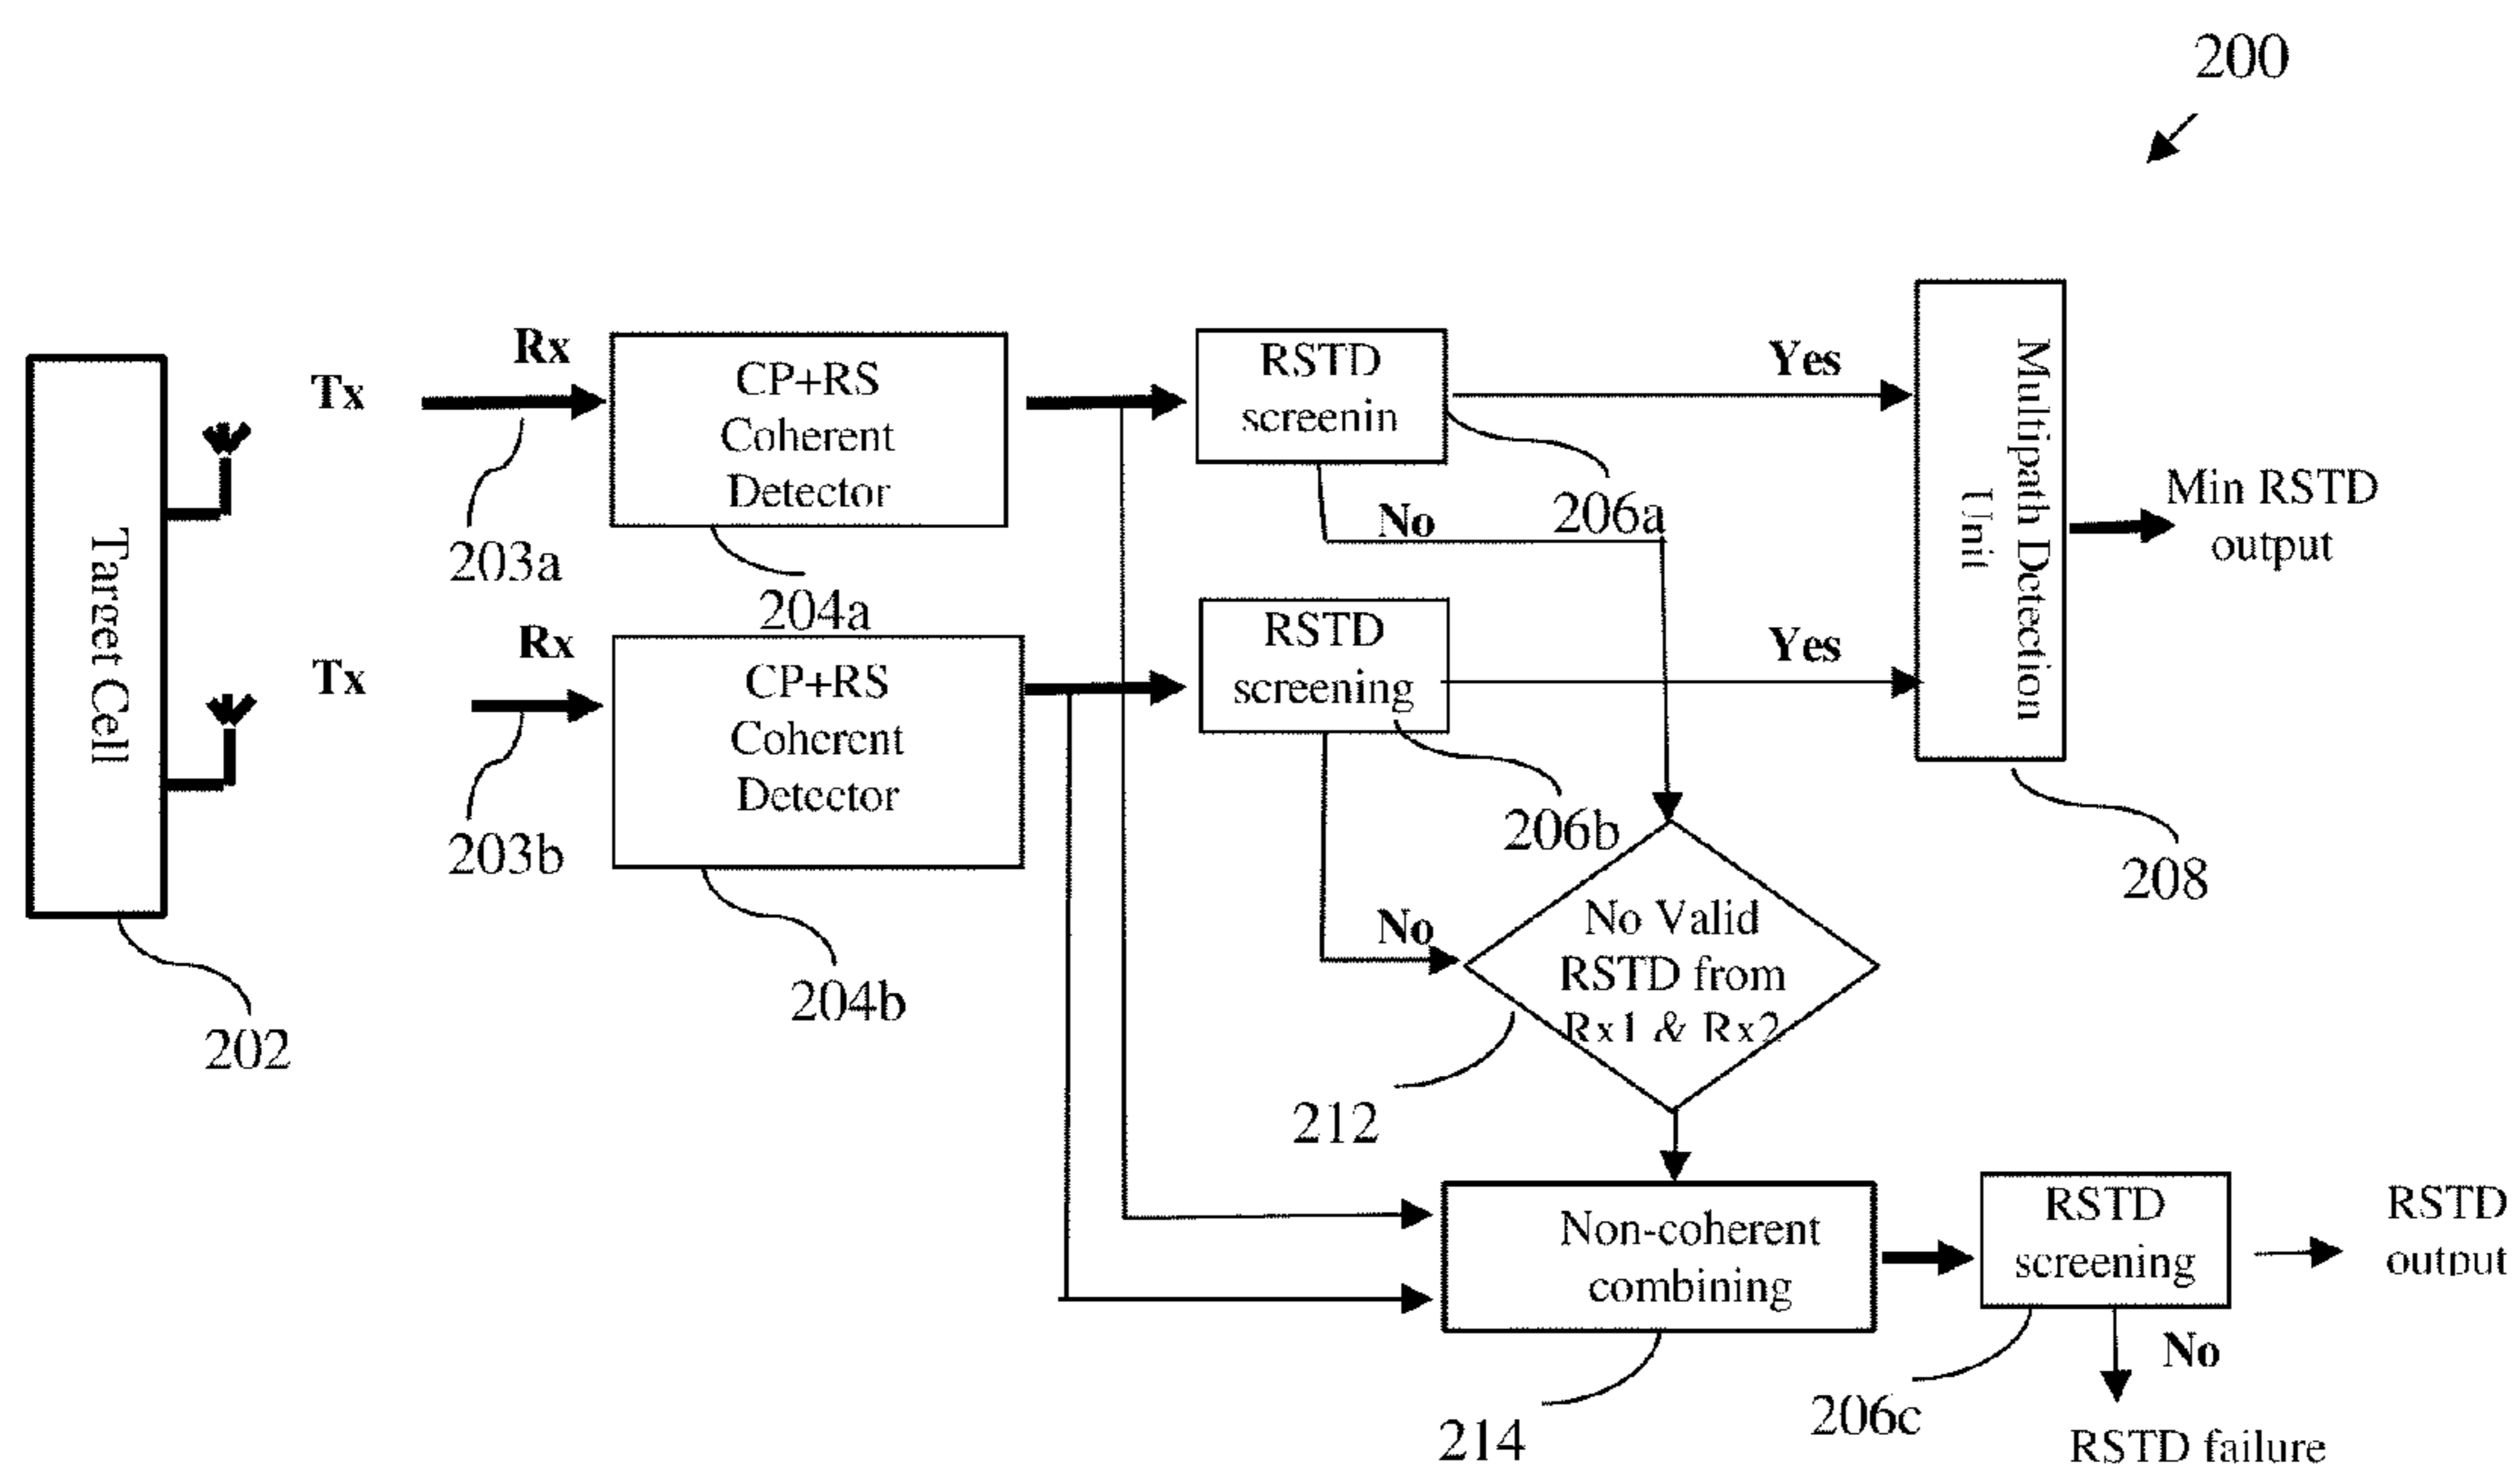 200
Target Cell
202
Tx
Rx
203a
CP+RS
Coherent
Detector
204a
RSTD
screenin
Yes
No
206a
Multipath Detection
Unit
208
Min RSTD
output
Tx
Rx
203b
CP+RS
Coherent
Detector
204b
RSTD
screening
Yes
No
206b
No Valid
RSTD from
Rx1 & Rx2
212
Non-coherent
combining
214
RSTD
screening
206c
RSTD
output
No
RSTD failure